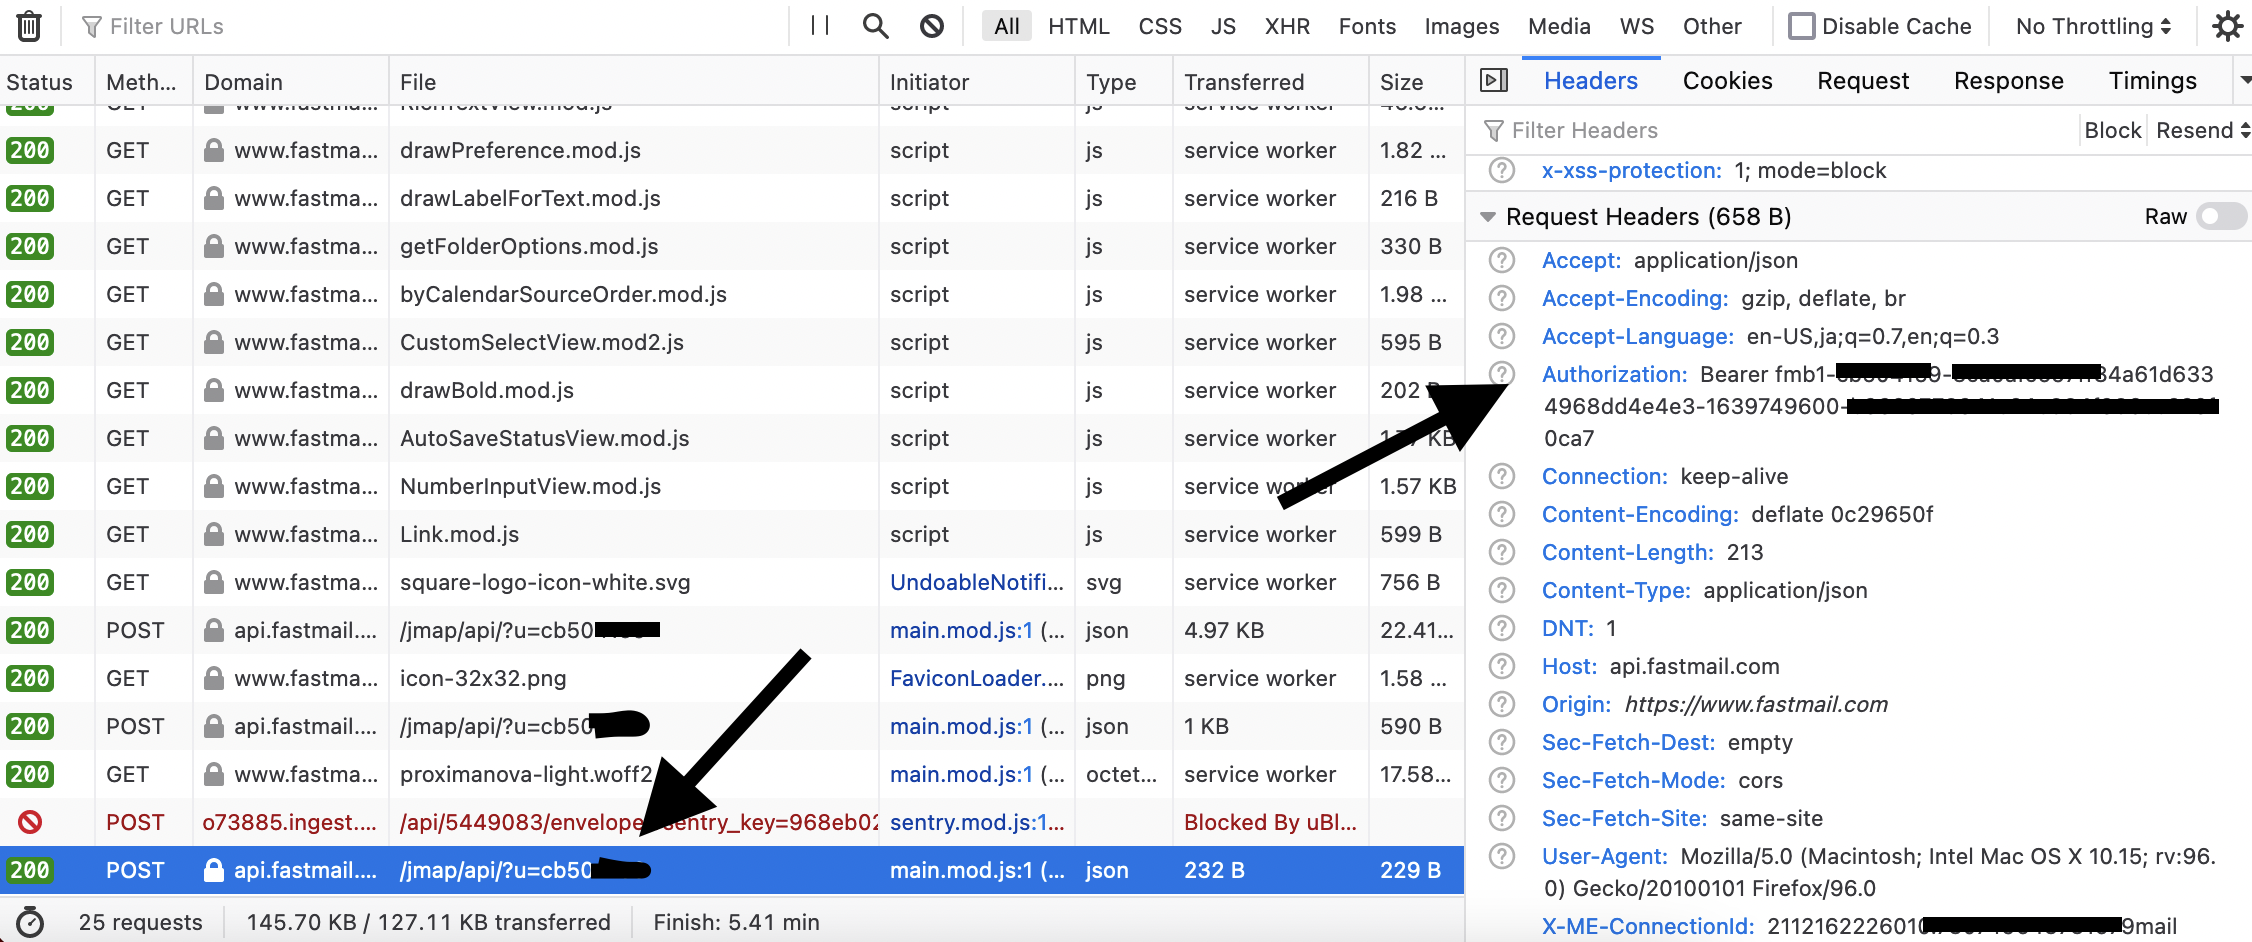 Filter URLs All HTML CSS JS XHR Fonts Images Media WS Other Disable Cache No Throttling
Status Meth... Domain File Initiator Type Transferred Size
200 GET www.fastma... RichTextView.mod.js script js service worker
200 GET www.fastma... drawPreference.mod.js script js service worker 1.82 ...
200 GET www.fastma... drawLabelForText.mod.js script js service worker 216 B
200 GET www.fastma... getFolderOptions.mod.js script js service worker 330 B
200 GET www.fastma... byCalendarSourceOrder.mod.js script js service worker 1.98 ...
200 GET www.fastma... CustomSelectView.mod2.js script js service worker 595 B
200 GET www.fastma... drawBold.mod.js script js service worker 202 B
200 GET www.fastma... AutoSaveStatusView.mod.js script js service worker KB
200 GET www.fastma... NumberInputView.mod.js script js service worker 1.57 KB
200 GET www.fastma... Link.mod.js script js service worker 599 B
200 GET www.fastma... square-logo-icon-white.svg UndoableNotifi... svg service worker 756 B
200 POST api.fastmail.... /jmap/api/?u=cb50 main.mod.js:1 (... json 4.97 KB 22.41...
200 GET www.fastma... icon-32x32.png FaviconLoader.... png service worker 1.58 ...
200 POST api.fastmail.... /jmap/api/?u=cb50 main.mod.js:1 (... json 1 KB 590 B
200 GET www.fastma... proximanova-light.woff2 main.mod.js:1 (... octet... service worker 17.58...
POST o73885.ingest.... /api/5449083/envelope sentry_key=968eb02 sentry.mod.js:1... Blocked By uBl...
200 POST api.fastmail.... /jmap/api/?u=cb50 main.mod.js:1 (... json 232 B 229 B
25 requests 145.70 KB / 127.11 KB transferred Finish: 5.41 min
Headers Cookies Request Response Timings
Filter Headers Block Resend
x-xss-protection: 1; mode=block
Request Headers (658 B) Raw
Accept: application/json
Accept-Encoding: gzip, deflate, br
Accept-Language: en-US,ja;q=0.7,en;q=0.3
Authorization: Bearer fmb1- 9- 34a61d633
4968dd4e4e3-1639749600-
0ca7
Connection: keep-alive
Content-Encoding: deflate 0c29650f
Content-Length: 213
Content-Type: application/json
DNT: 1
Host: api.fastmail.com
Origin: https://www.fastmail.com
Sec-Fetch-Dest: empty
Sec-Fetch-Mode: cors
Sec-Fetch-Site: same-site
User-Agent: Mozilla/5.0 (Macintosh; Intel Mac OS X 10.15; rv:96.
0) Gecko/20100101 Firefox/96.0
X-ME-ConnectionId: 2112162226010 9mail